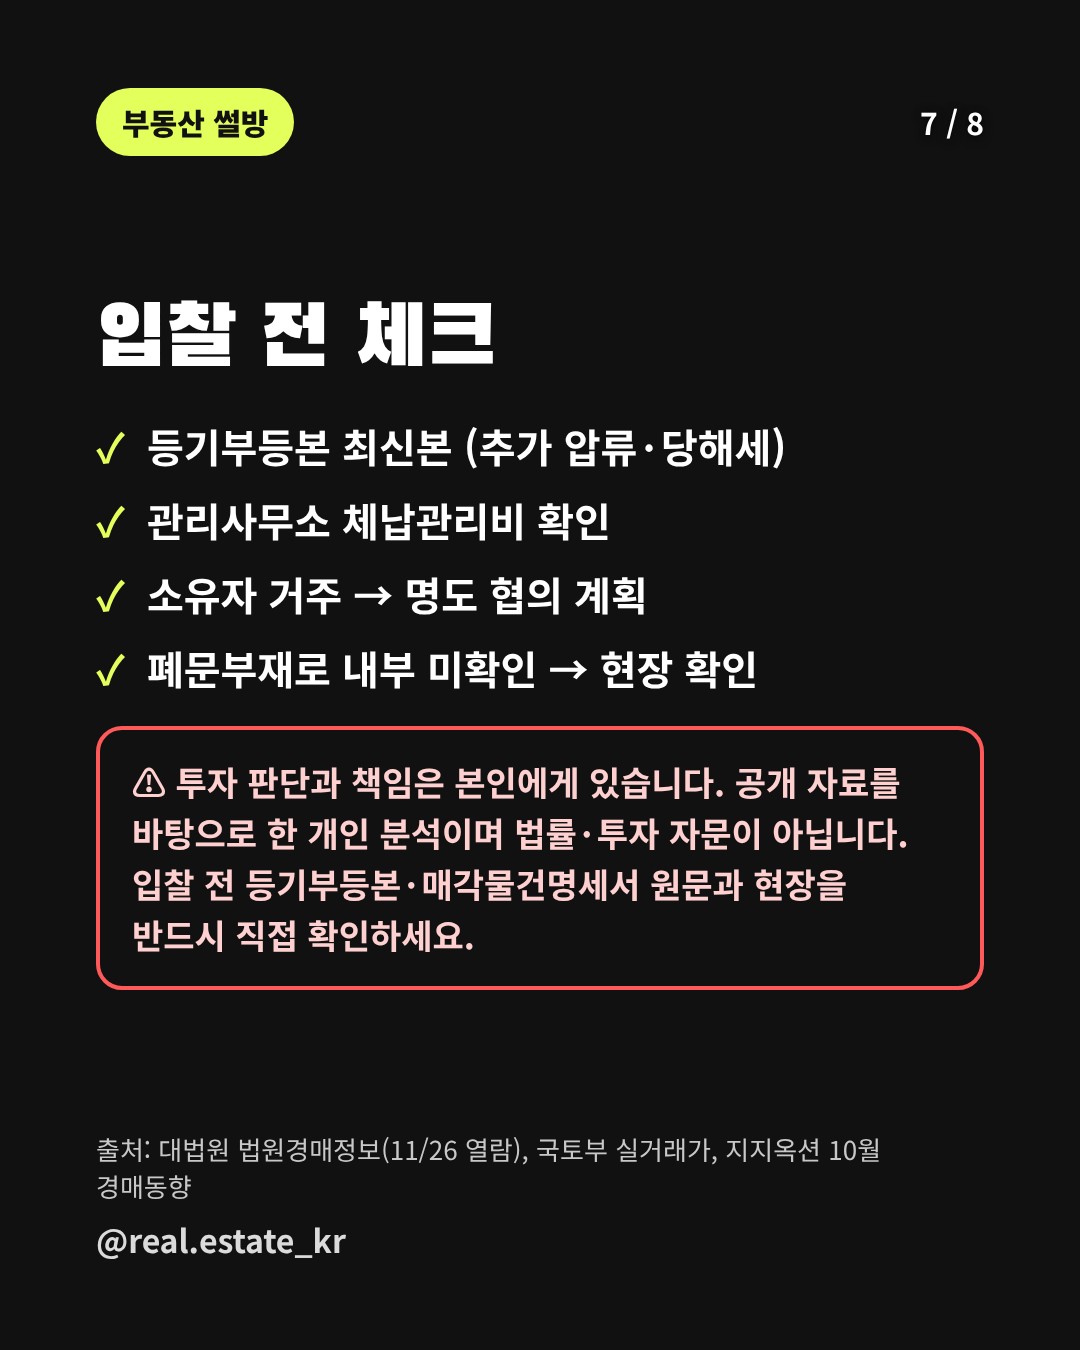 부동산 썰방
7 / 8
입찰 전 체크
✓ 등기부등본 최신본 (추가 압류·당해세)
✓ 관리사무소 체납관리비 확인
✓ 소유자 거주 → 명도 협의 계획
✓ 폐문부재로 내부 미확인 → 현장 확인
⚠ 투자 판단과 책임은 본인에게 있습니다. 공개 자료를
바탕으로 한 개인 분석이며 법률·투자 자문이 아닙니다.
입찰 전 등기부등본·매각물건명세서 원문과 현장을
반드시 직접 확인하세요.
출처: 대법원 법원경매정보(11/26 열람), 국토부 실거래가, 지지옥션 10월
경매동향
@real.estate_kr